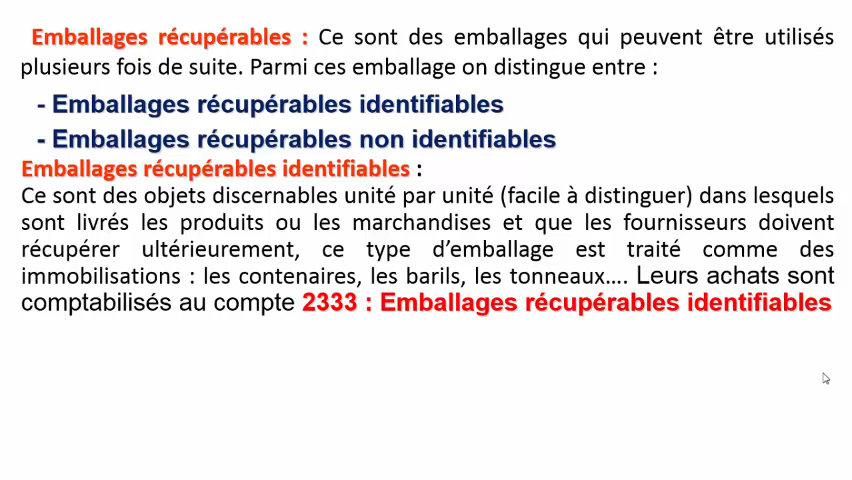 Emballages récupérables : Ce sont des emballages qui peuvent être utilisés
plusieurs fois de suite. Parmi ces emballage on distingue entre :
- Emballages récupérables identifiables
- Emballages récupérables non identifiables
Emballages récupérables identifiables :
Ce sont des objets discernables unité par unité (facile à distinguer) dans lesquels
sont livrés les produits ou les marchandises et que les fournisseurs doivent
récupérer ultérieurement, ce type d’emballage est traité comme des
immobilisations : les contenaires, les barils, les tonneaux…. Leurs achats sont
comptabilisés au compte 2333 : Emballages récupérables identifiables